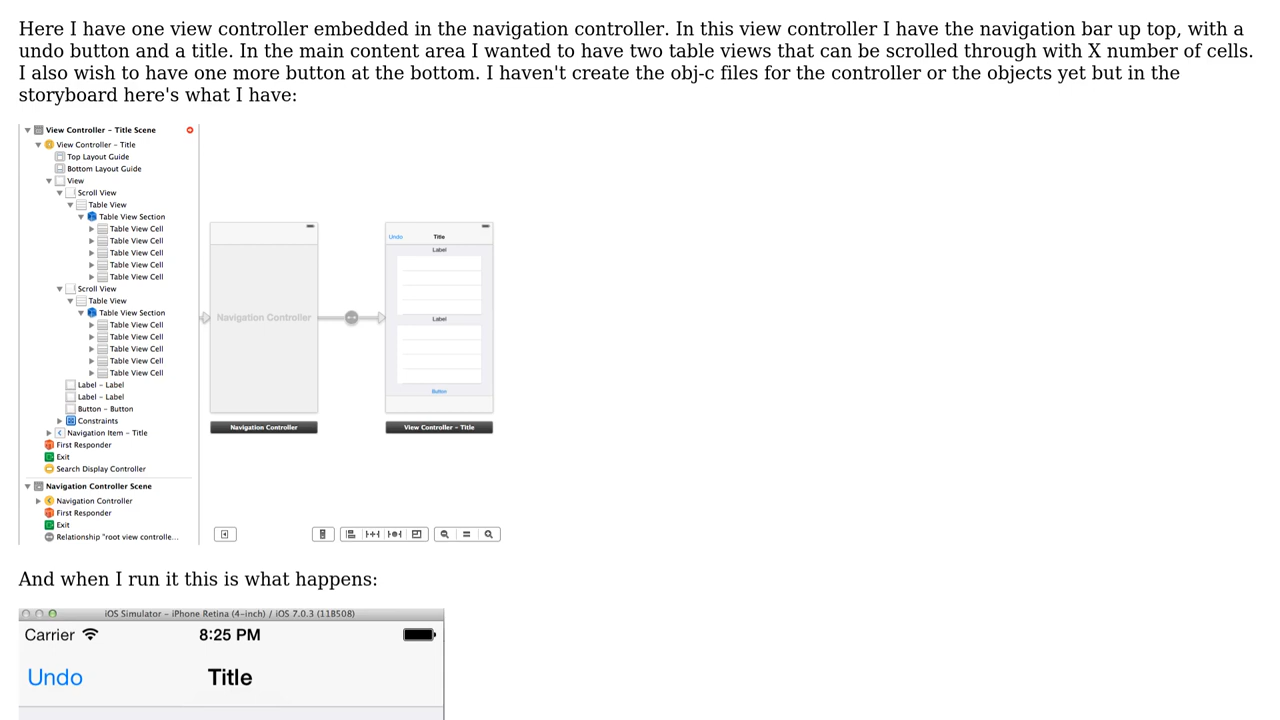 Here I have one view controller embedded in the navigation controller. In this view controller I have the navigation bar up top, with a
undo button and a title. In the main content area I wanted to have two table views that can be scrolled through with X number of cells.
I also wish to have one more button at the bottom. I haven't create the obj-c files for the controller or the objects yet but in the
storyboard here's what I have:
View Controller – Title Scene
View Controller – Title
Top Layout Guide
Bottom Layout Guide
View
Scroll View
Table View
Table View Section
Table View Cell
Table View Cell
Table View Cell
Table View Cell
Table View Cell
Scroll View
Table View
Table View Section
Table View Cell
Table View Cell
Table View Cell
Table View Cell
Table View Cell
Label – Label
Label – Label
Button – Button
Constraints
Navigation Item – Title
First Responder
Exit
Search Display Controller
Navigation Controller Scene
Navigation Controller
First Responder
Exit
Relationship "root view controlle...
Navigation Controller
Navigation Controller
Undo Title
Label
Label
Button
View Controller – Title
And when I run it this is what happens:
iOS Simulator – iPhone Retina (4-inch) / iOS 7.0.3 (11B508)
Carrier 8:25 PM
Undo Title